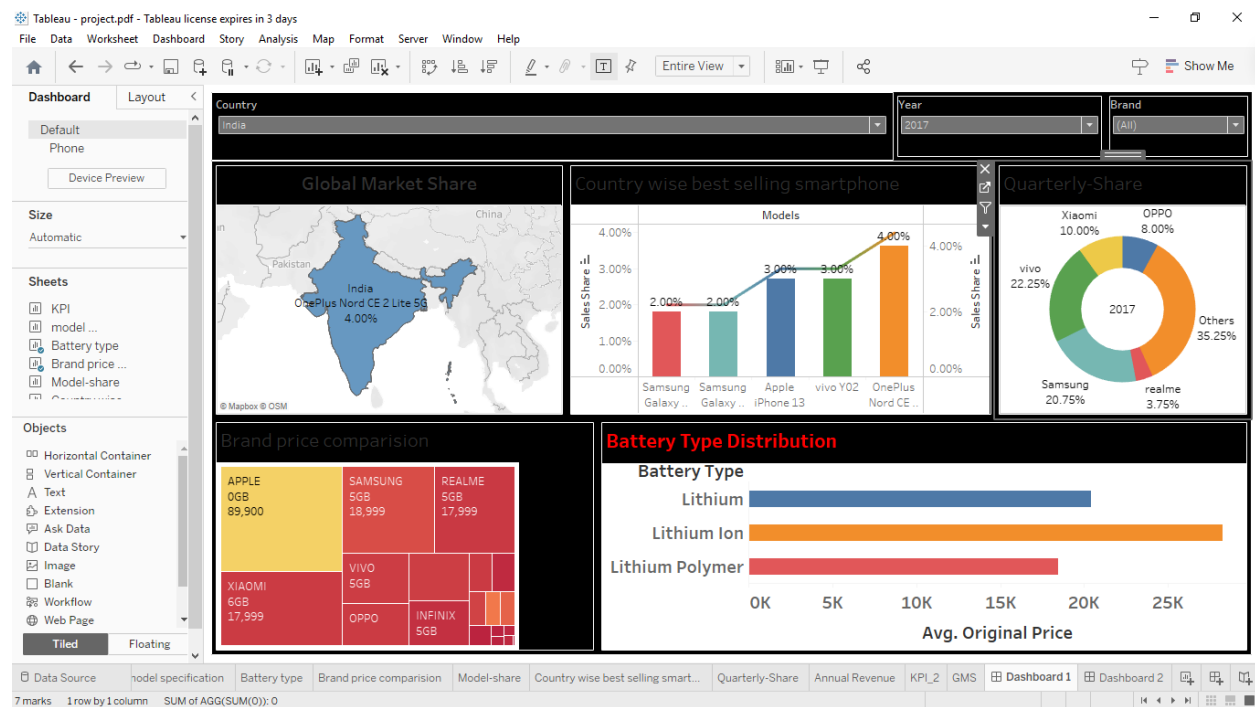 Tableau - project.pdf - Tableau license expires in 3 days
File Data Worksheet Dashboard Story Analysis Map Format Server Window Help
Entire View
Show Me
Dashboard Layout
Default
Phone
Device Preview
Size
Automatic
Sheets
KPI
model ...
Battery type
Brand price ...
Model-share
Objects
Horizontal Container
Vertical Container
Text
Extension
Ask Data
Data Story
Image
Blank
Workflow
Web Page
Tiled Floating
Country
India
Year
2017
Brand
(All)
Global Market Share
China
Pakistan
India
OnePlus Nord CE 2 Lite 5G
4.00%
© Mapbox © OSM
Country wise best selling smartphone
Models
Sales Share
4.00%
3.00%
2.00%
1.00%
0.00%
2.00% 2.00% 3.00% 3.00% 4.00%
4.00%
2.00%
0.00%
Sales Share
Samsung Samsung Apple vivo Y02 OnePlus
Galaxy .. Galaxy .. iPhone 13 Nord CE ..
Quarterly-Share
Xiaomi
10.00%
OPPO
8.00%
vivo
22.25%
2017
Others
35.25%
Samsung
20.75%
realme
3.75%
Brand price comparision
APPLE
0GB
89,900
SAMSUNG
5GB
18,999
REALME
5GB
17,999
XIAOMI
6GB
17,999
VIVO
5GB
OPPO
INFINIX
5GB
Battery Type Distribution
Battery Type
Lithium
Lithium Ion
Lithium Polymer
0K 5K 10K 15K 20K 25K
Avg. Original Price
Data Source nodel specification Battery type Brand price comparision Model-share Country wise best selling smart... Quarterly-Share Annual Revenue KPI_2 GMS Dashboard 1 Dashboard 2
7 marks 1 row by 1 column SUM of AGG(SUM(0)): 0